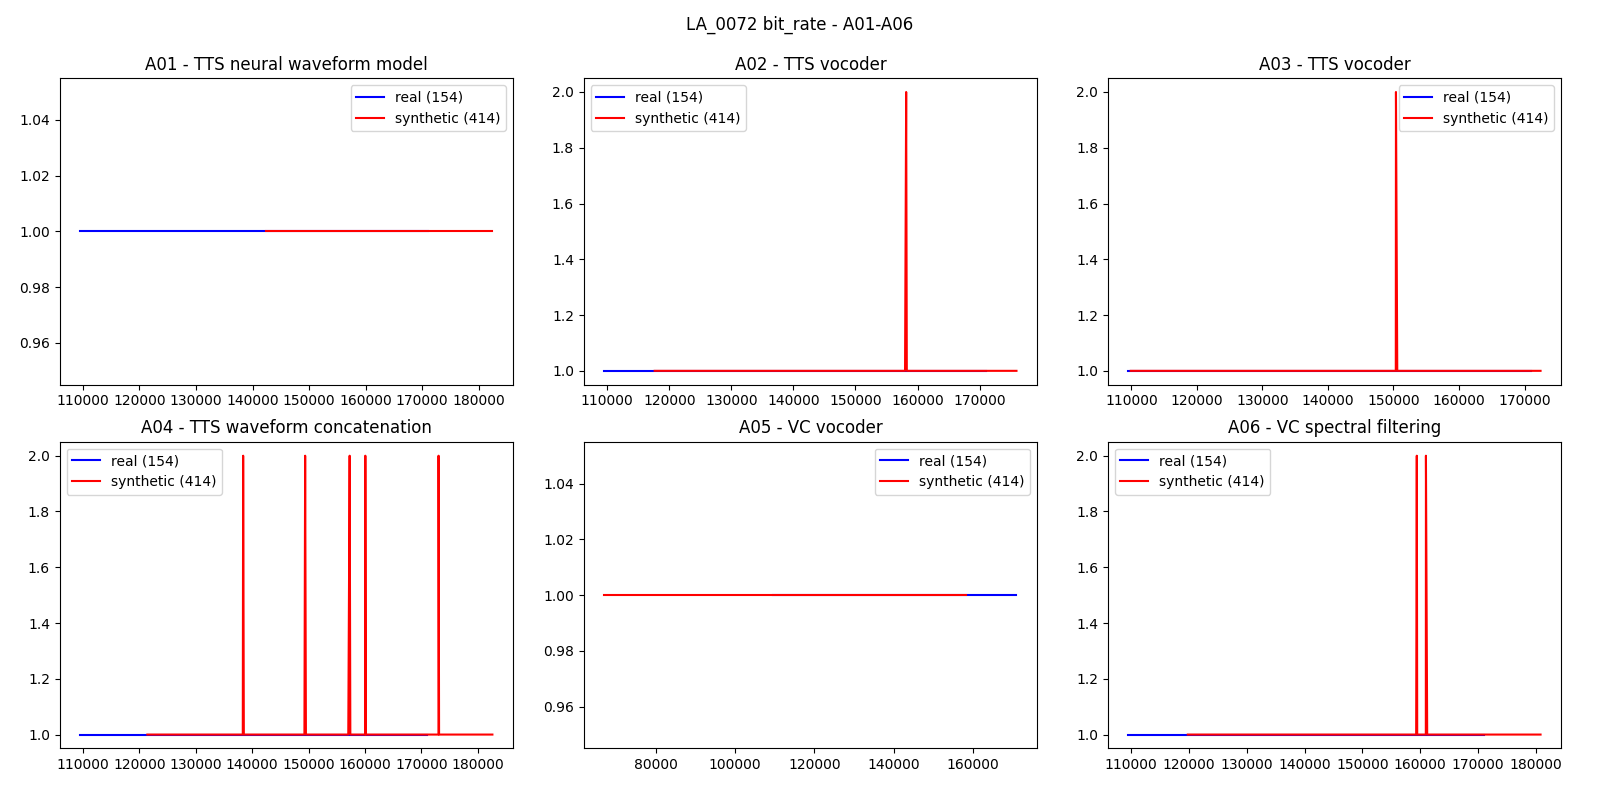 LA_0072 bit_rate - A01-A06
A01 - TTS neural waveform model
real (154)
synthetic (414)
1.04
1.02
1.00
0.98
0.96
110000 120000 130000 140000 150000 160000 170000 180000
A02 - TTS vocoder
real (154)
synthetic (414)
2.0
1.8
1.6
1.4
1.2
1.0
110000 120000 130000 140000 150000 160000 170000
A03 - TTS vocoder
real (154)
synthetic (414)
2.0
1.8
1.6
1.4
1.2
1.0
110000 120000 130000 140000 150000 160000 170000
A04 - TTS waveform concatenation
real (154)
synthetic (414)
2.0
1.8
1.6
1.4
1.2
1.0
110000 120000 130000 140000 150000 160000 170000 180000
A05 - VC vocoder
real (154)
synthetic (414)
1.04
1.02
1.00
0.98
0.96
80000 100000 120000 140000 160000
A06 - VC spectral filtering
real (154)
synthetic (414)
2.0
1.8
1.6
1.4
1.2
1.0
110000 120000 130000 140000 150000 160000 170000 180000